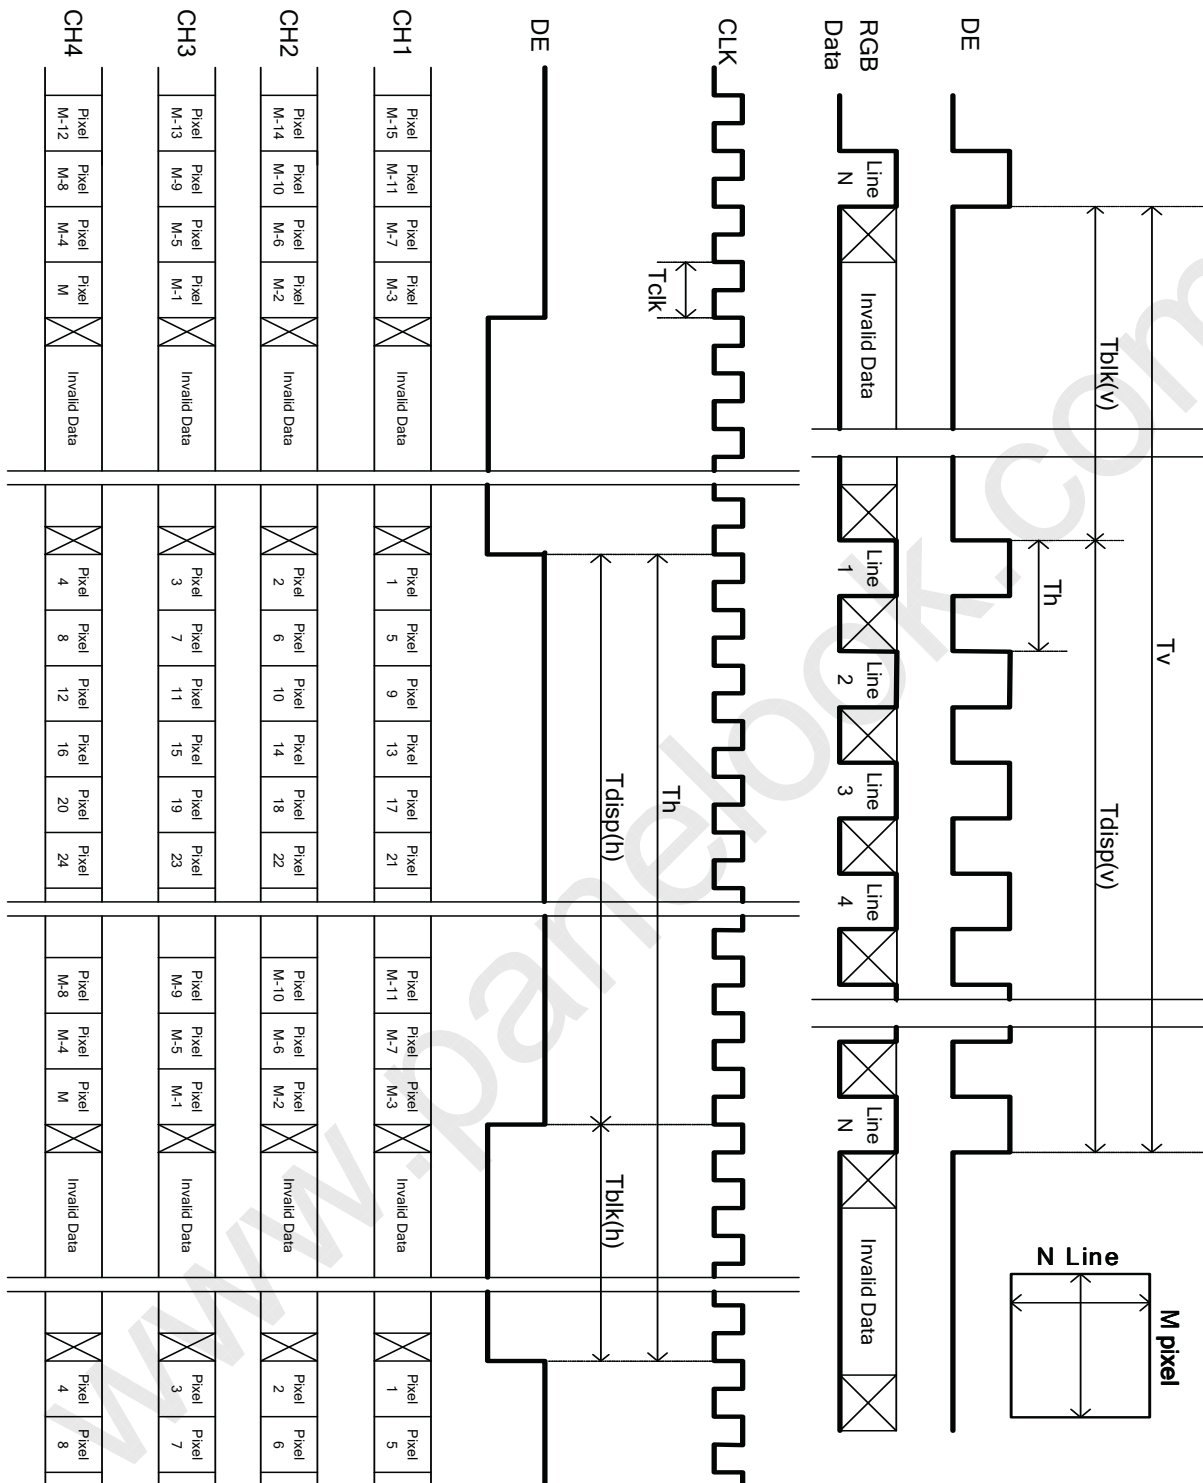 DE
Tv
Tblk(v)
Tdisp(v)
Th
RGB
Data
Line
N
Invalid Data
Line
1
Line
2
Line
3
Line
4
Line
N
Invalid Data
N Line
M pixel
CLK
Tclk
Th
DE
Tdisp(h)
Tblk(h)
CH1
Pixel
M-15
Pixel
M-11
Pixel
M-7
Pixel
M-3
Invalid Data
Pixel
1
Pixel
5
Pixel
9
Pixel
13
Pixel
17
Pixel
21
Pixel
M-11
Pixel
M-7
Pixel
M-3
Invalid Data
Pixel
1
Pixel
5
CH2
Pixel
M-14
Pixel
M-10
Pixel
M-6
Pixel
M-2
Invalid Data
Pixel
2
Pixel
6
Pixel
10
Pixel
14
Pixel
18
Pixel
22
Pixel
M-10
Pixel
M-6
Pixel
M-2
Invalid Data
Pixel
2
Pixel
6
CH3
Pixel
M-13
Pixel
M-9
Pixel
M-5
Pixel
M-1
Invalid Data
Pixel
3
Pixel
7
Pixel
11
Pixel
15
Pixel
19
Pixel
23
Pixel
M-9
Pixel
M-5
Pixel
M-1
Invalid Data
Pixel
3
Pixel
7
CH4
Pixel
M-12
Pixel
M-8
Pixel
M-4
Pixel
M
Invalid Data
Pixel
4
Pixel
8
Pixel
12
Pixel
16
Pixel
20
Pixel
24
Pixel
M-8
Pixel
M-4
Pixel
M
Invalid Data
Pixel
4
Pixel
8
www.panelook.com